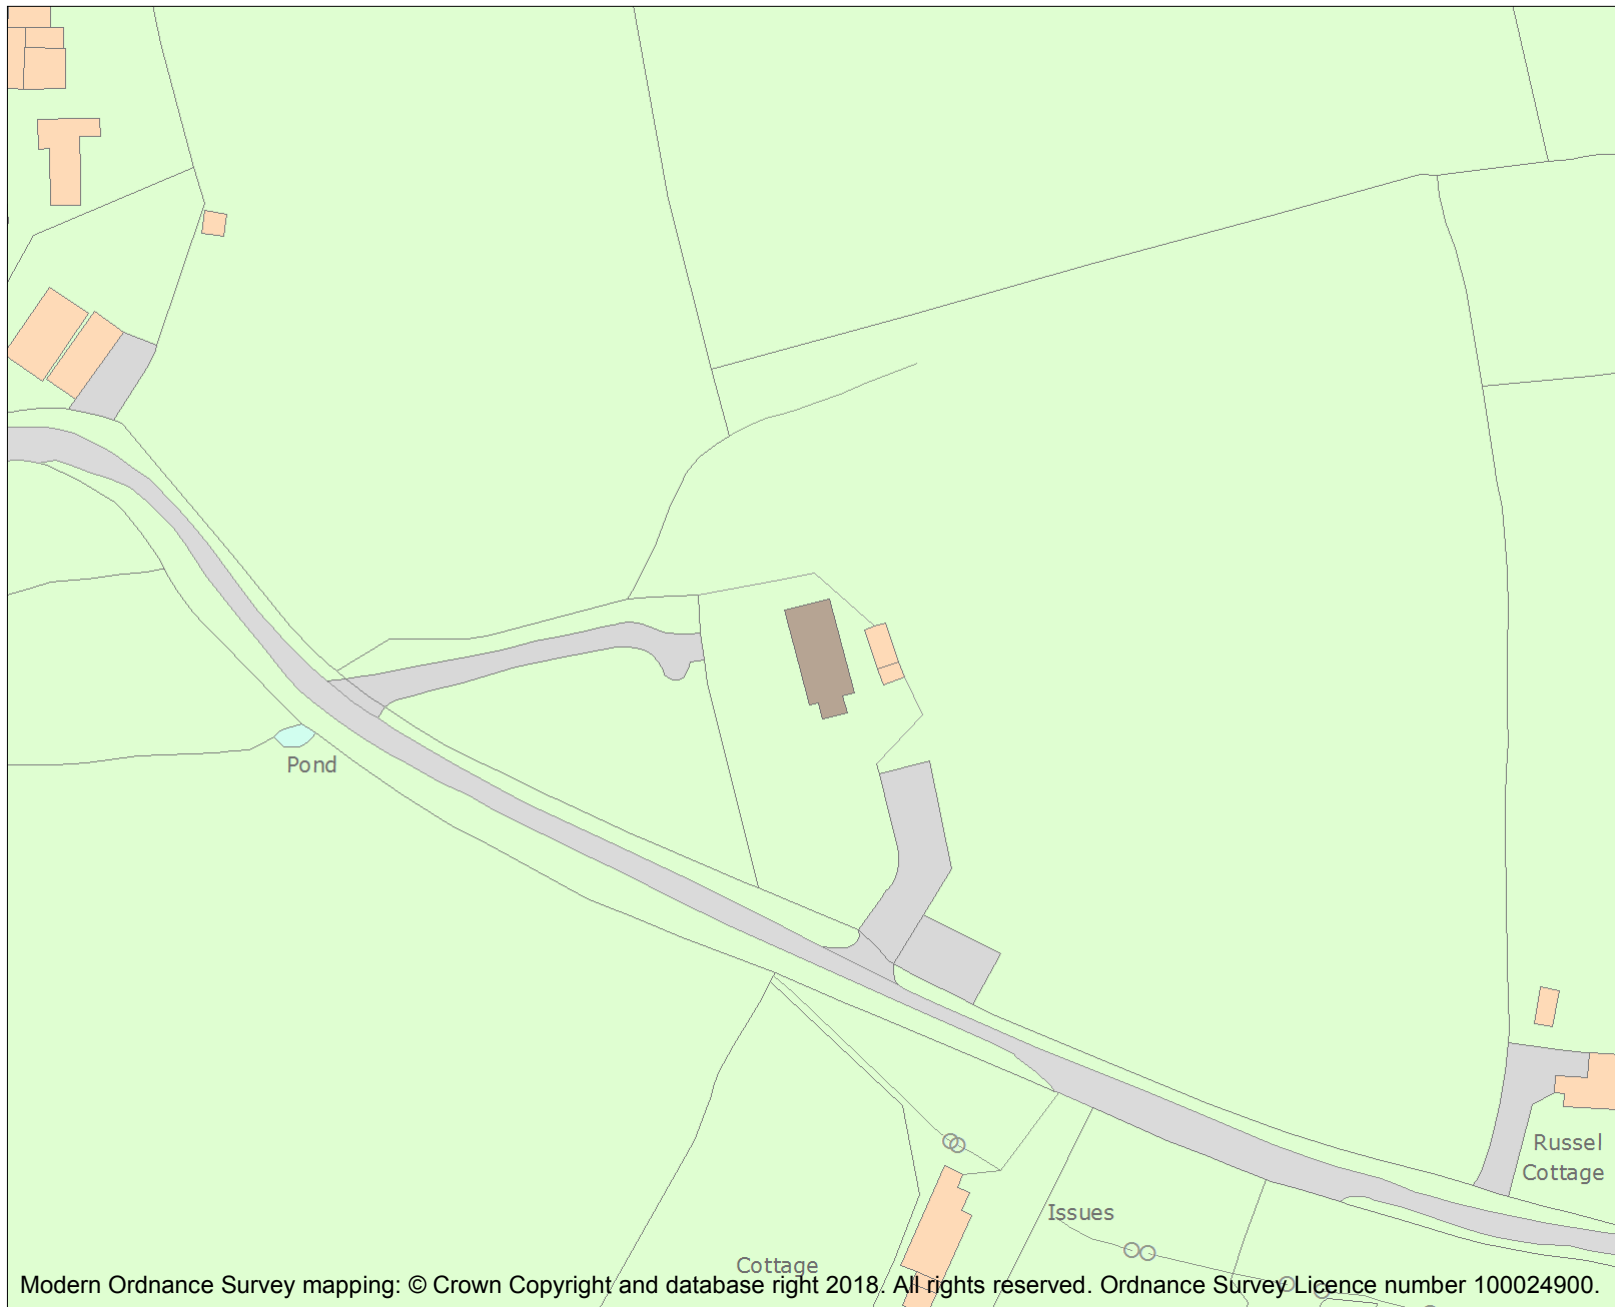 Pond
Russel
Cottage
Issues
Cottage
Modern Ordnance Survey mapping: © Crown Copyright and database right 2018. All rights reserved. Ordnance Survey Licence number 100024900.